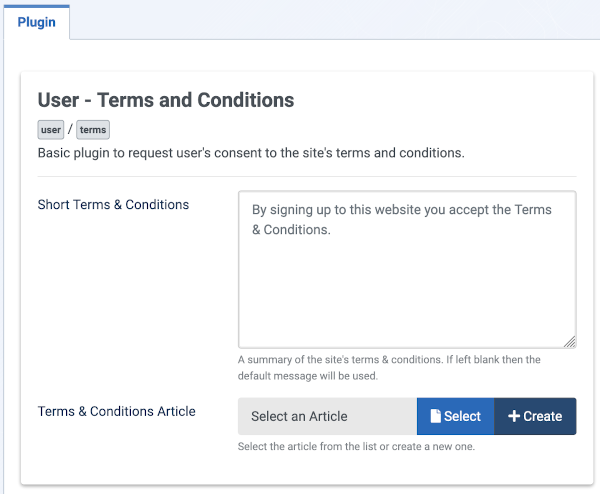 Plugin
User - Terms and Conditions
user / terms
Basic plugin to request user's consent to the site's terms and conditions.
Short Terms & Conditions
By signing up to this website you accept the Terms
& Conditions.
A summary of the site's terms & conditions. If left blank then the
default message will be used.
Terms & Conditions Article
Select an Article
Select
Create
Select the article from the list or create a new one.